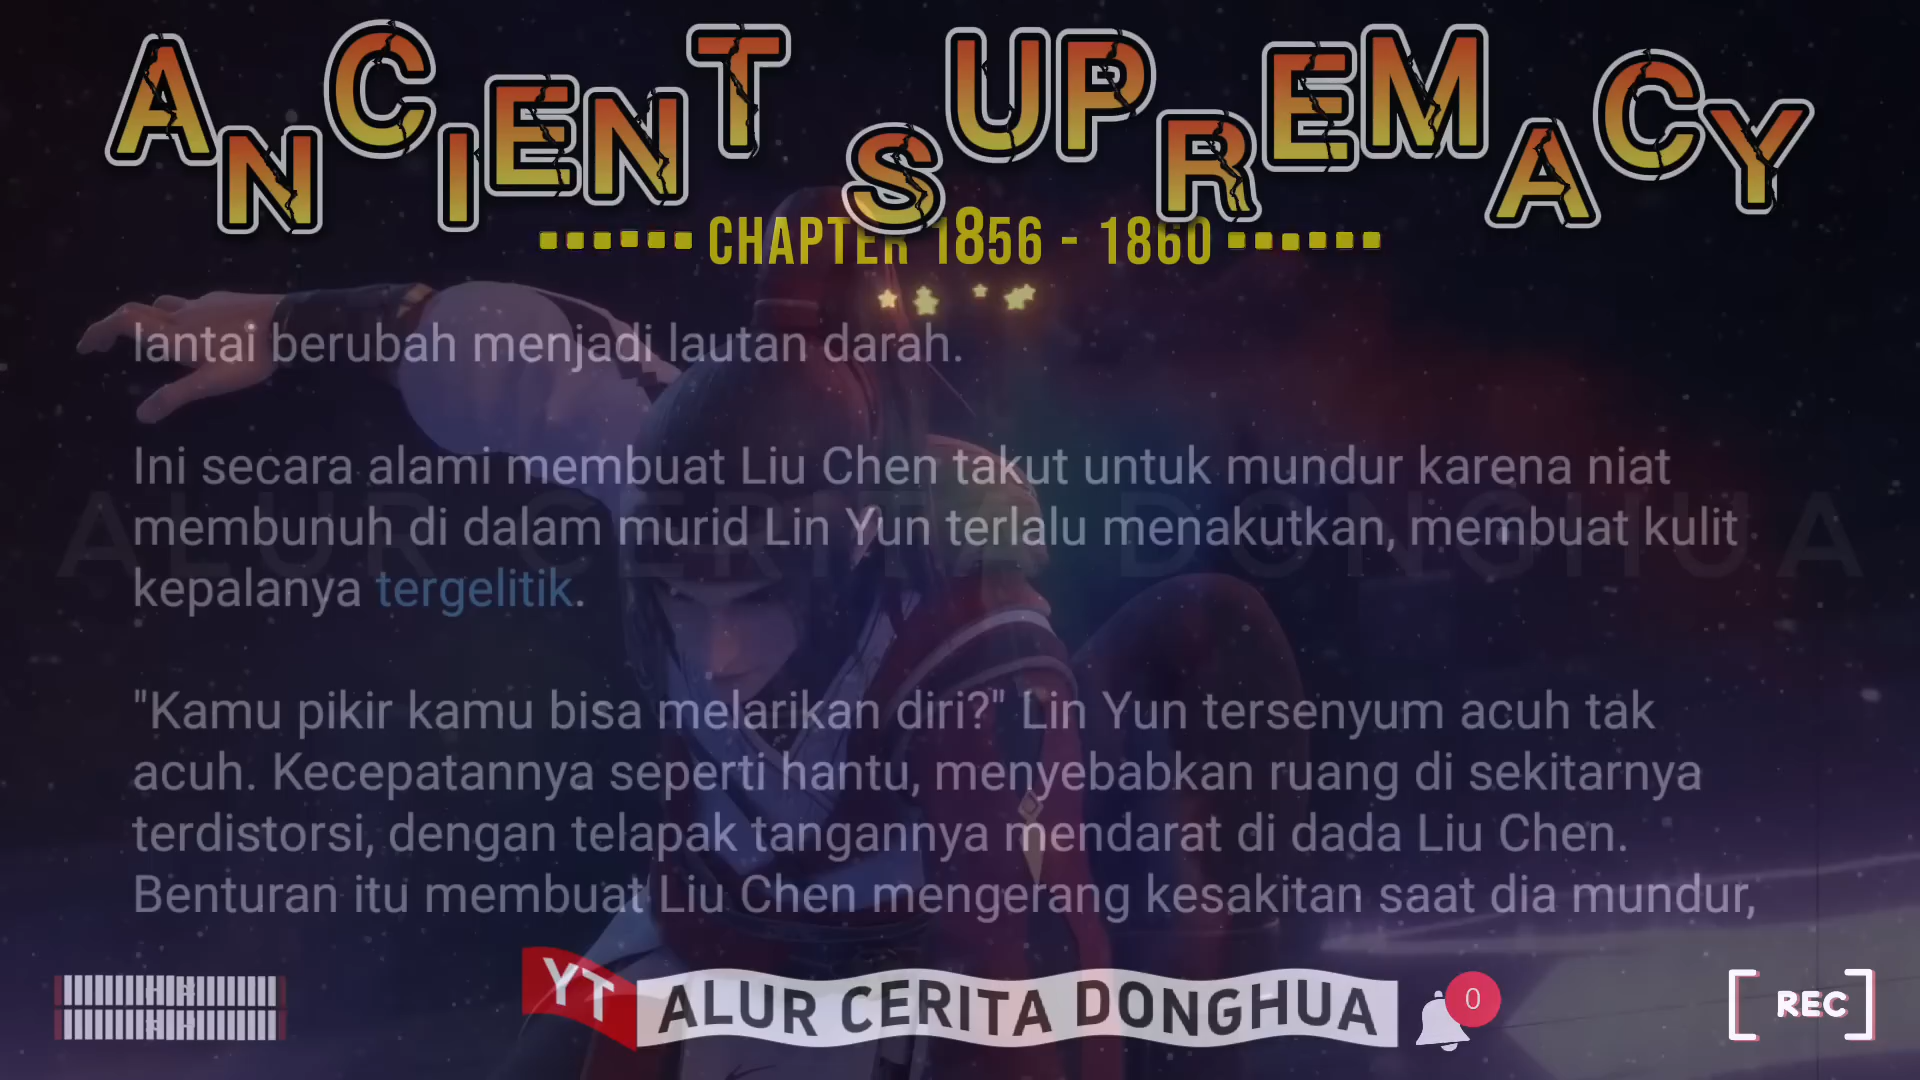 ANCIENT SUPREMACY
CHAPTER 1856 - 1860
lantai berubah menjadi lautan darah.
Ini secara alami membuat Liu Chen takut untuk mundur karena niat
membunuh di dalam murid Lin Yun terlalu menakutkan, membuat kulit
kepalanya tergelitik.
ALUR CERITA DONGHUA
"Kamu pikir kamu bisa melarikan diri?" Lin Yun tersenyum acuh tak
acuh. Kecepatannya seperti hantu, menyebabkan ruang di sekitarnya
terdistorsi, dengan telapak tangannya mendarat di dada Liu Chen.
Benturan itu membuat Liu Chen mengerang kesakitan saat dia mundur,
YT ALUR CERITA DONGHUA
0
REC